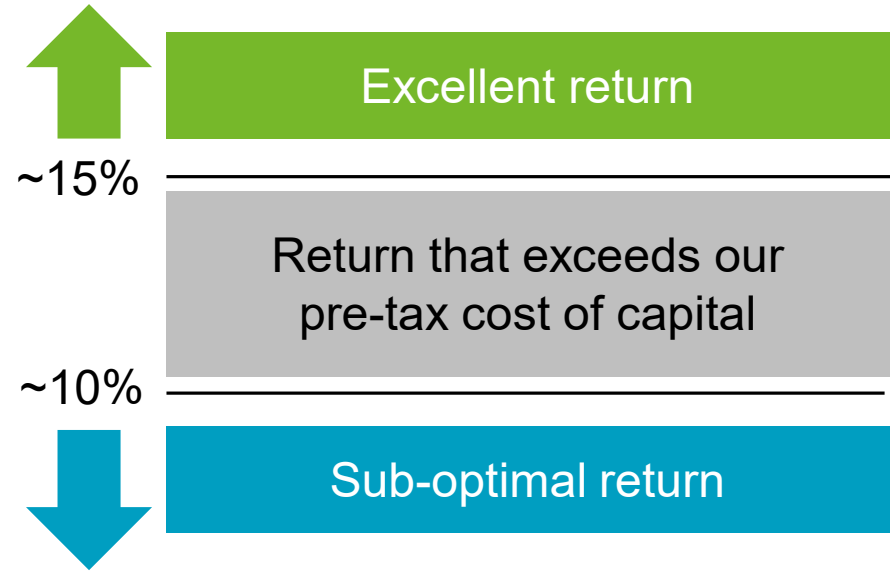 Excellent return
~15%
Return that exceeds our
pre-tax cost of capital
~10%
Sub-optimal return